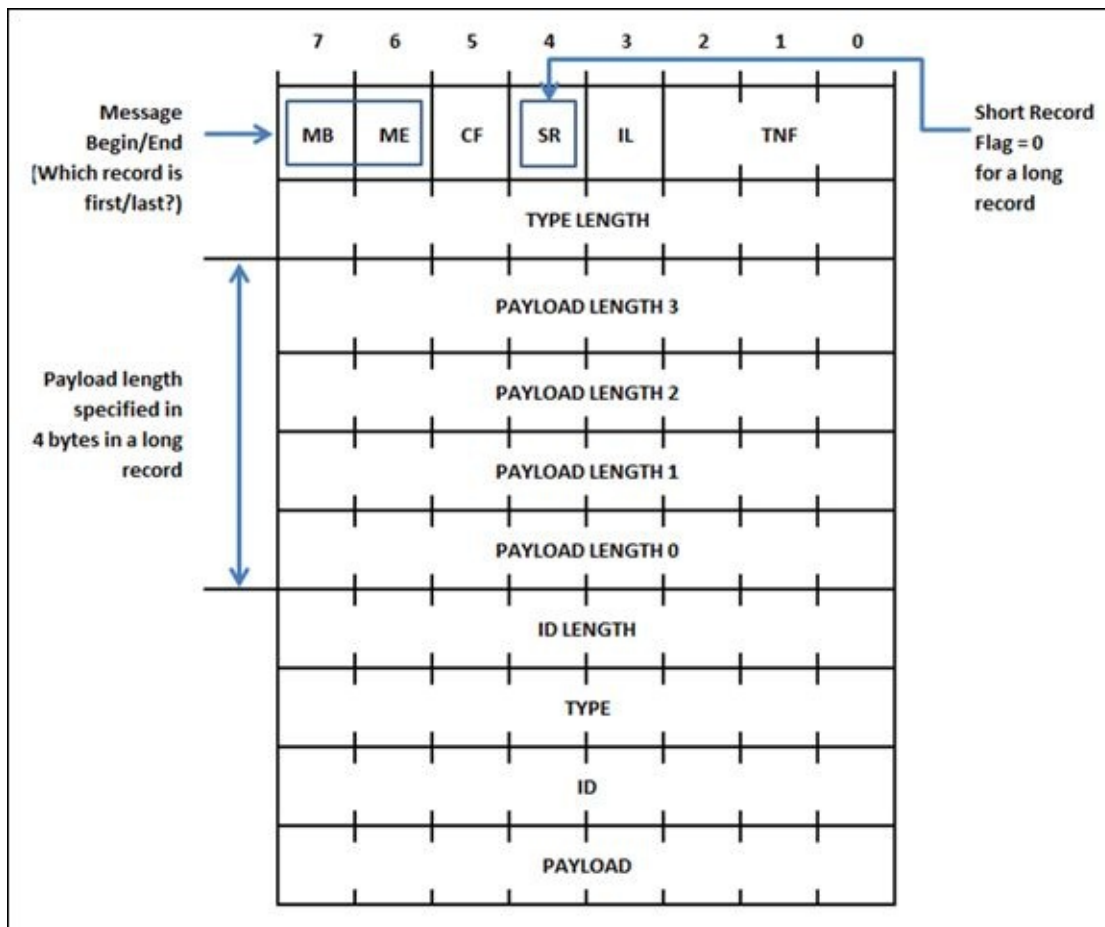 7 6 5 4 3 2 1 0
Message
Begin/End
(Which record is
first/last?)
MB ME CF SR IL TNF
Short Record
Flag = 0
for a long
record
TYPE LENGTH
Payload length
specified in
4 bytes in a long
record
PAYLOAD LENGTH 3
PAYLOAD LENGTH 2
PAYLOAD LENGTH 1
PAYLOAD LENGTH 0
ID LENGTH
TYPE
ID
PAYLOAD